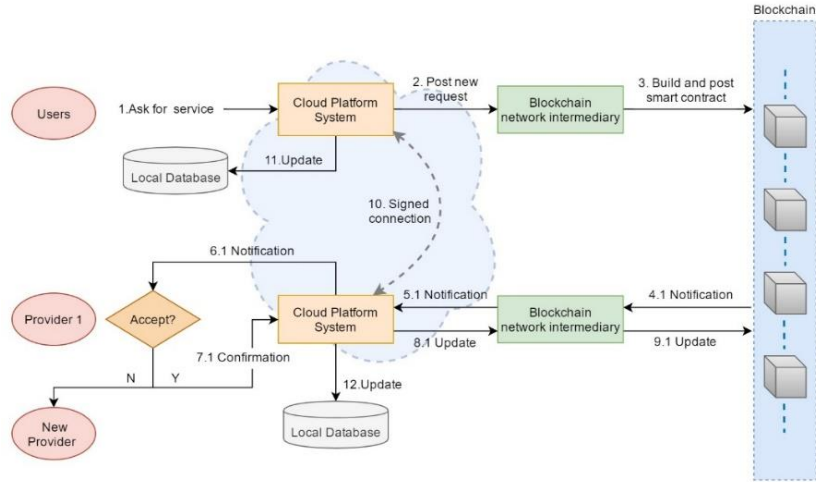 Blockchain
Users
1.Ask for service
Cloud Platform
System
2. Post new
request
Blockchain
network intermediary
3. Build and post
smart contract
11.Update
Local Database
10. Signed
connection
6.1 Notification
Provider 1
Accept?
7.1 Confirmation
Cloud Platform
System
5.1 Notification
8.1 Update
Blockchain
network intermediary
4.1 Notification
9.1 Update
N
Y
12.Update
New
Provider
Local Database